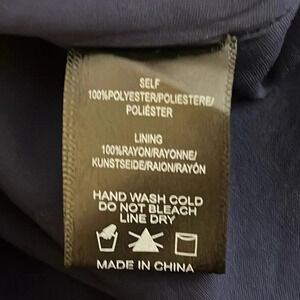 SELF
100%POLYESTER/POLIESTERE/
POLIÉSTER
LINING
100%RAYON/RAYONNE/
KUNSTSEIDE/RAION/RAYÓN
HAND WASH COLD
DO NOT BLEACH
LINE DRY
MADE IN CHINA